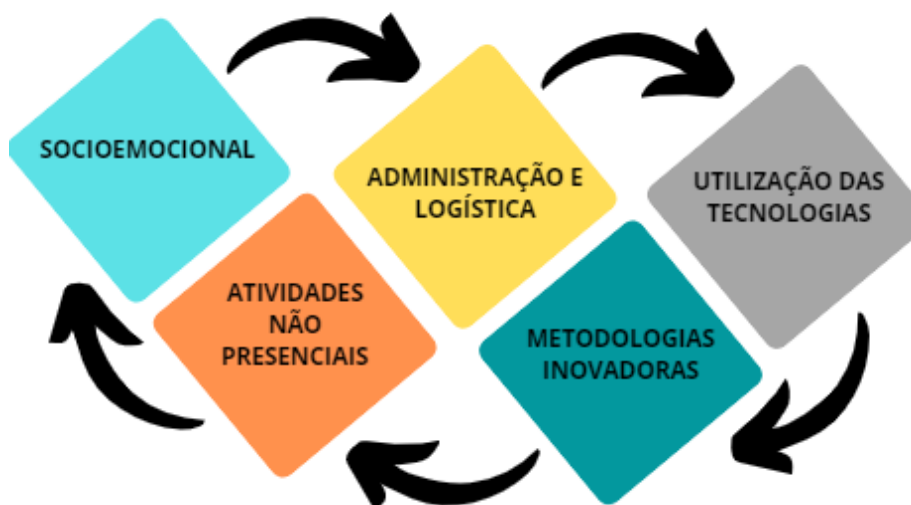 SOCIOEMOCIONAL
ADMINISTRAÇÃO E
LOGÍSTICA
UTILIZAÇÃO DAS
TECNOLOGIAS
METODOLOGIAS
INOVADORAS
ATIVIDADES
NÃO
PRESENCIAIS